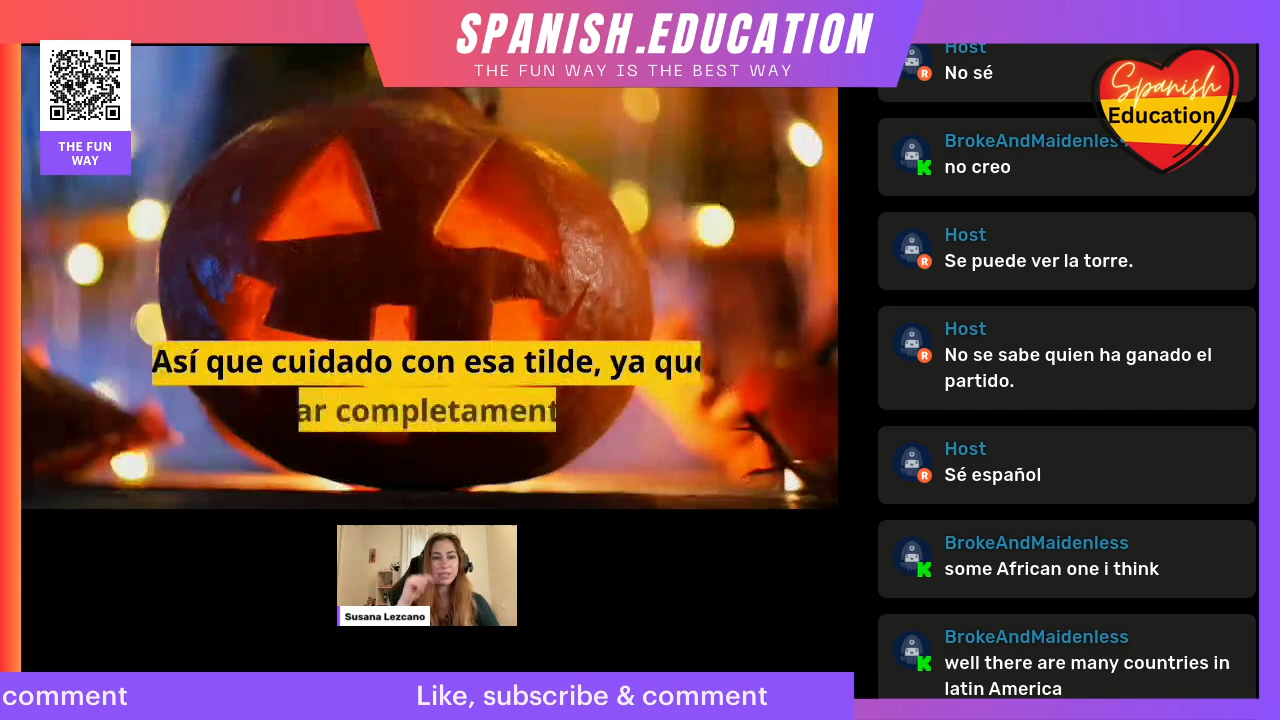 SPANISH.EDUCATION
THE FUN WAY IS THE BEST WAY
THE FUN
WAY
Así que cuidado con esa tilde, ya que
ar completament
Susana Lezcano
comment
Like, subscribe & comment
Spanish
Education
Host
No sé
BrokeAndMaidenless
no creo
Host
Se puede ver la torre.
Host
No se sabe quien ha ganado el
partido.
Host
Sé español
BrokeAndMaidenless
some African one i think
BrokeAndMaidenless
well there are many countries in
latin America